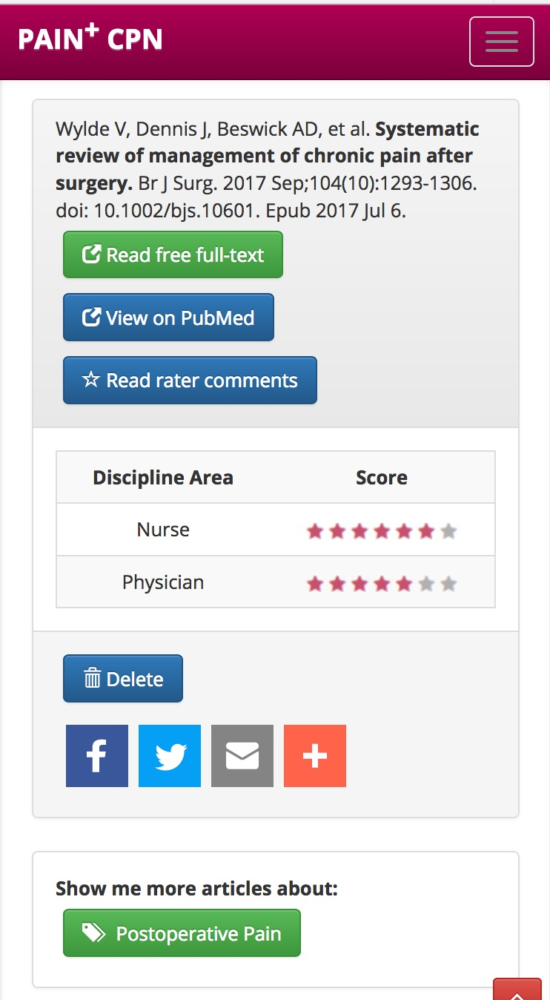 PAIN+ CPN
Wylde V, Dennis J, Beswick AD, et al. Systematic
review of management of chronic pain after
surgery. Br J Surg. 2017 Sep;104(10):1293-1306.
doi: 10.1002/bjs.10601. Epub 2017 Jul 6.
Read free full-text
View on PubMed
Read rater comments
Discipline Area Score
Nurse
Physician
Delete
Show me more articles about:
Postoperative Pain